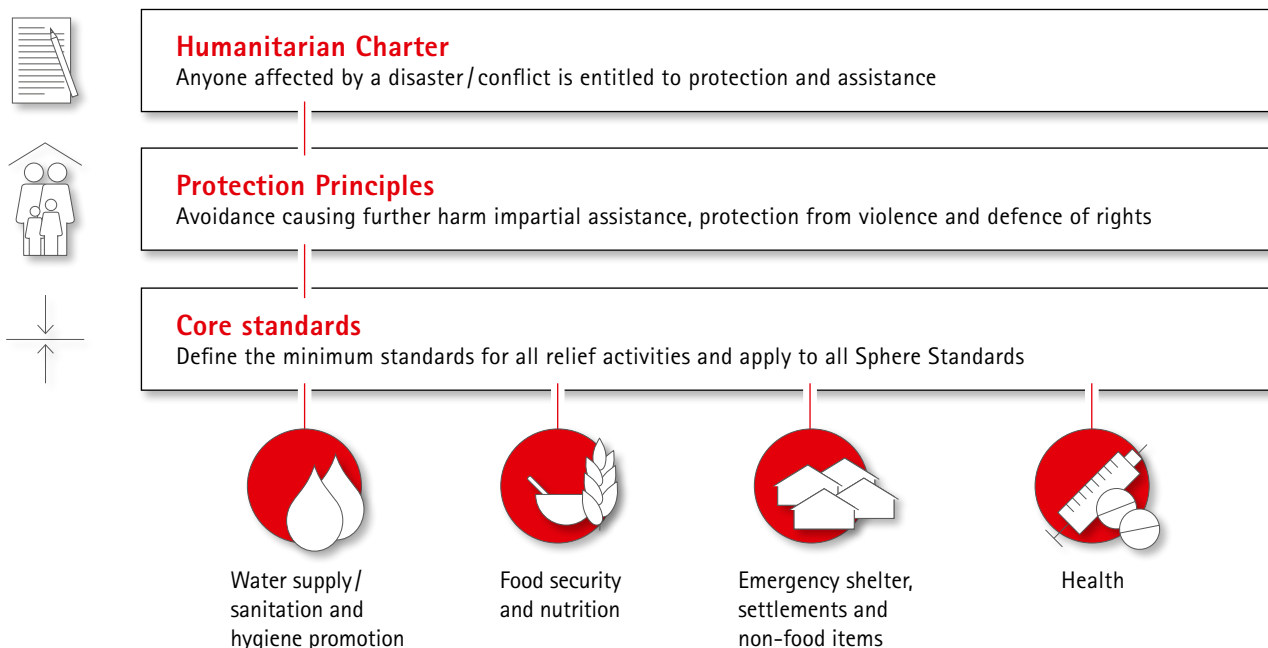 Humanitarian Charter
Anyone affected by a disaster/conflict is entitled to protection and assistance
Protection Principles
Avoidance causing further harm impartial assistance, protection from violence and defence of rights
Core standards
Define the minimum standards for all relief activities and apply to all Sphere Standards
Water supply/
sanitation and
hygiene promotion
Food security
and nutrition
Emergency shelter,
settlements and
non-food items
Health